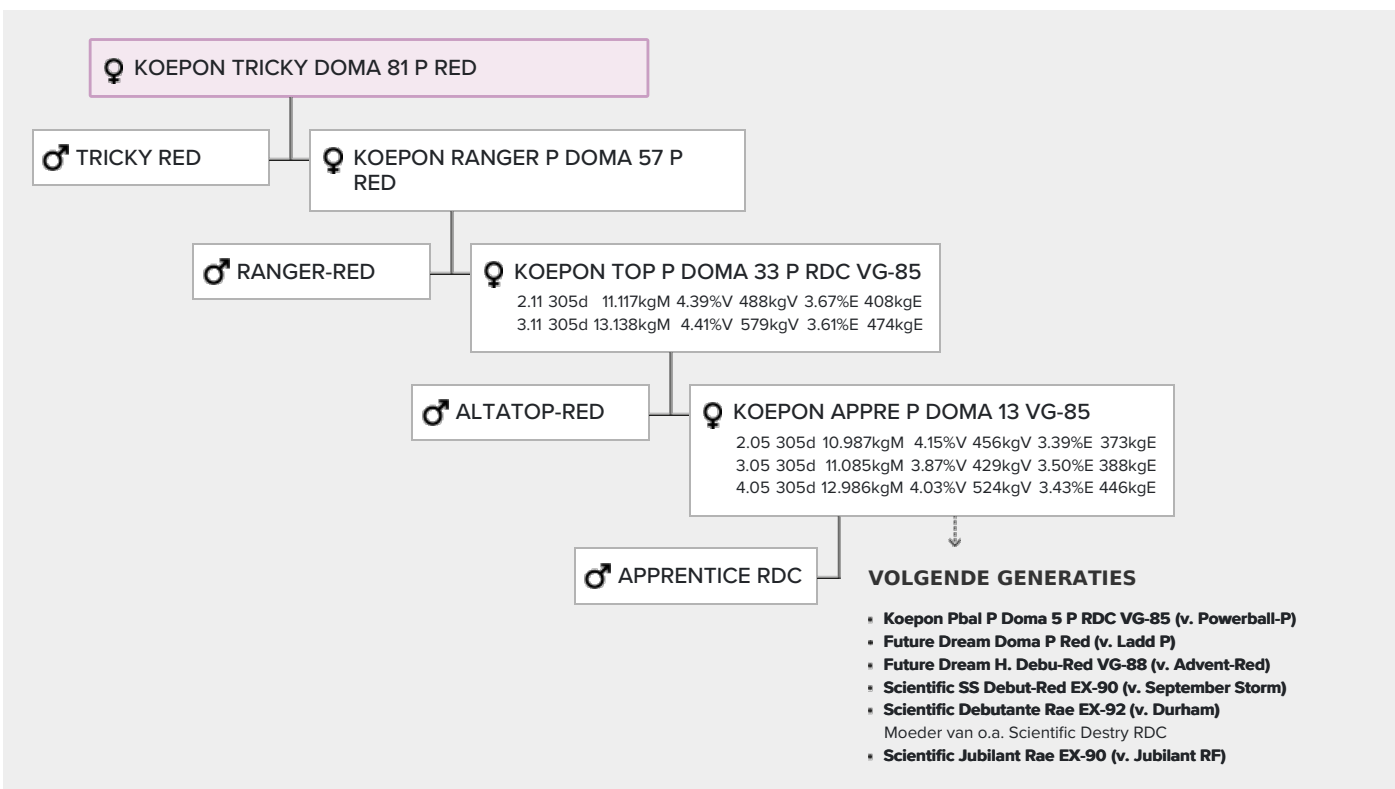 KOEPON TRICKY DOMA 81 P RED
TRICKY RED
KOEPON RANGER P DOMA 57 P
RED
RANGER-RED
KOEPON TOP P DOMA 33 P RDC VG-85
2.11 305d 11.117kgM 4.39%V 488kgV 3.67%E 408kgE
3.11 305d 13.138kgM 4.41%V 579kgV 3.61%E 474kgE
ALTATOP-RED
KOEPON APPRE P DOMA 13 VG-85
2.05 305d 10.987kgM 4.15%V 456kgV 3.39%E 373kgE
3.05 305d 11.085kgM 3.87%V 429kgV 3.50%E 388kgE
4.05 305d 12.986kgM 4.03%V 524kgV 3.43%E 446kgE
APPRENTICE RDC
VOLGENDE GENERATIES
Koepon Pbal P Doma 5 P RDC VG-85 (v. Powerball-P)
Future Dream Doma P Red (v. Ladd P)
Future Dream H. Debu-Red VG-88 (v. Advent-Red)
Scientific SS Debut-Red EX-90 (v. September Storm)
Scientific Debutante Rae EX-92 (v. Durham)
Moeder van o.a. Scientific Destry RDC
Scientific Jubilant Rae EX-90 (v. Jubilant RF)